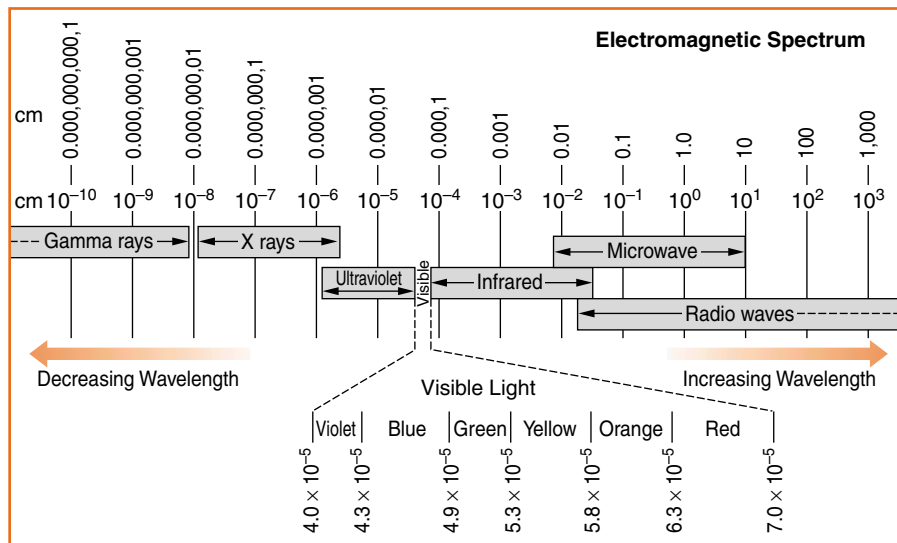 Electromagnetic Spectrum
cm 0.000,000,000,1 0.000,000,001 0.000,000,01 0.000,000,1 0.000,001 0.000,01 0.000,1 0.001 0.01 0.1 1.0 10 100 1,000
cm 10⁻¹⁰ 10⁻⁹ 10⁻⁸ 10⁻⁷ 10⁻⁶ 10⁻⁵ 10⁻⁴ 10⁻³ 10⁻² 10⁻¹ 10⁰ 10¹ 10² 10³
Gamma rays X rays Microwave
Ultraviolet Visible Infrared
Radio waves
Decreasing Wavelength Increasing Wavelength
Visible Light
Violet Blue Green Yellow Orange Red
4.0 × 10⁻⁵ 4.3 × 10⁻⁵ 4.9 × 10⁻⁵ 5.3 × 10⁻⁵ 5.8 × 10⁻⁵ 6.3 × 10⁻⁵ 7.0 × 10⁻⁵